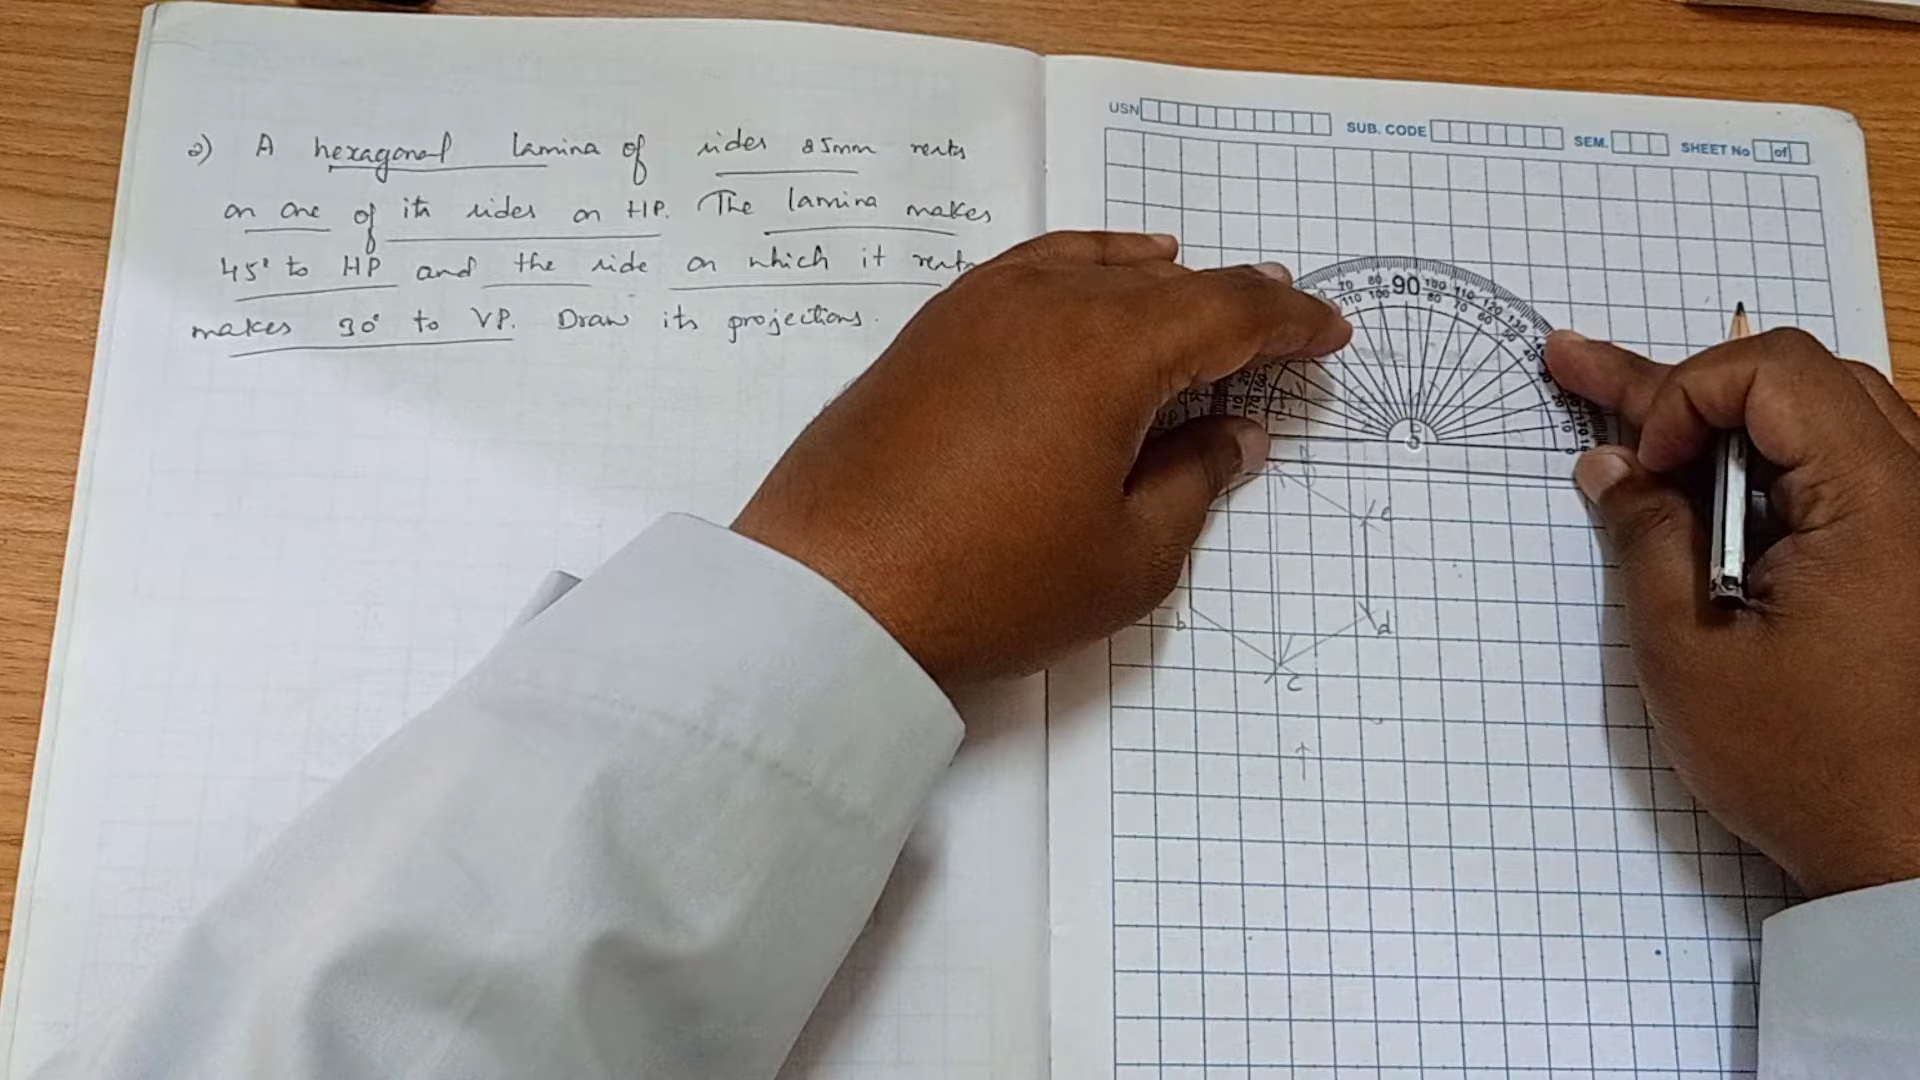 2) A hexagonal lamina of sides 25mm rests
on one of its sides on HP. The lamina makes
45° to HP and the side on which it rests
makes 90° to VP. Draw its projections.
USN SUB. CODE SEM. SHEET No of
90
e
b d
c